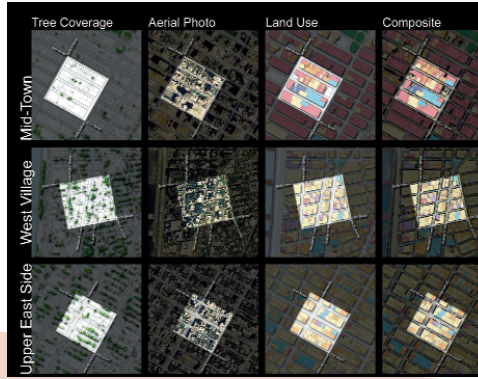 Tree Coverage
Aerial Photo
Land Use
Composite
Mid-Town
West Village
Upper East Side